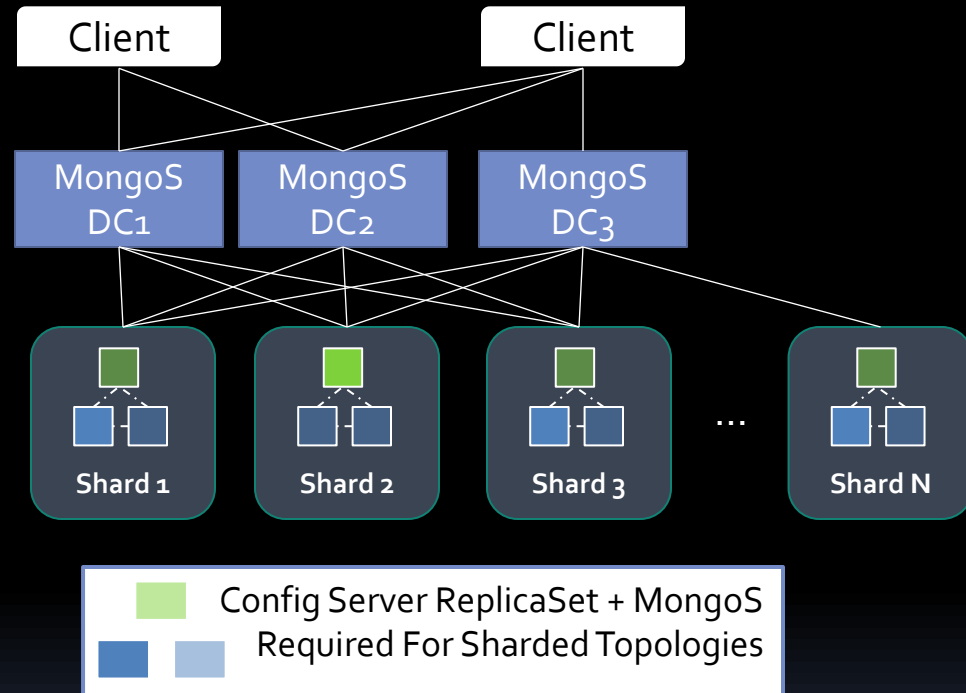 Client
Client
MongoS
DC1
MongoS
DC2
MongoS
DC3
Shard 1
Shard 2
Shard 3
...
Shard N
Config Server ReplicaSet + MongoS
Required For Sharded Topologies